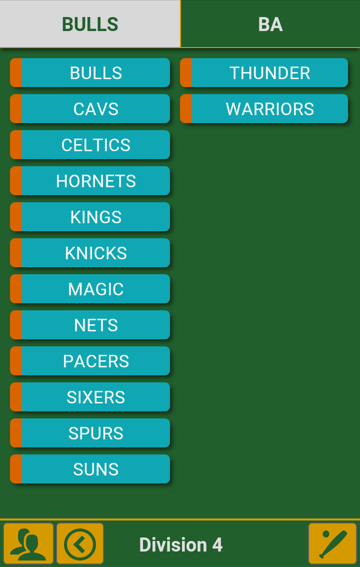 BULLS
BA
BULLS
CAVS
CELTICS
HORNETS
KINGS
KNICKS
MAGIC
NETS
PACERS
SIXERS
SPURS
SUNS
THUNDER
WARRIORS
Division 4